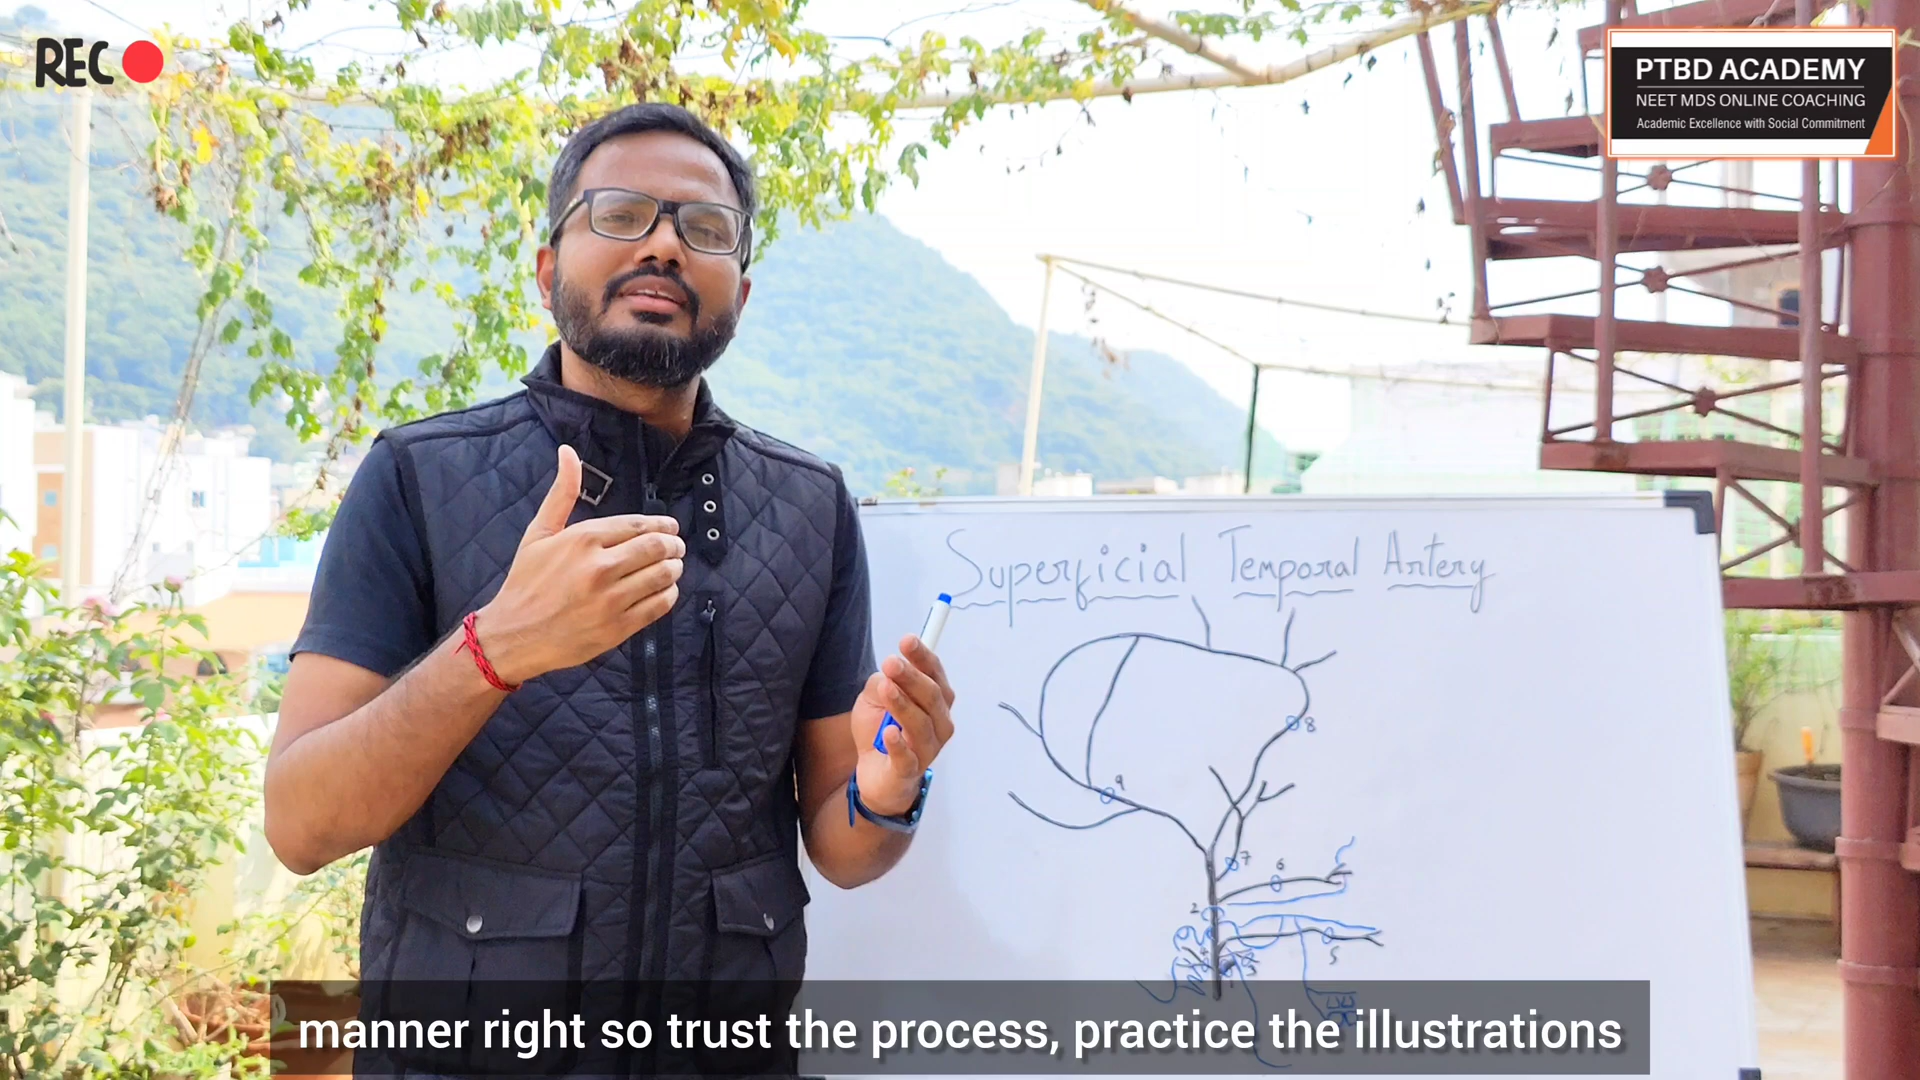 REC
PTBD ACADEMY
NEET MDS ONLINE COACHING
Academic Excellence with Social Commitment
Superficial Temporal Artery
8
9
7
6
2
5
3
manner right so trust the process, practice the illustrations